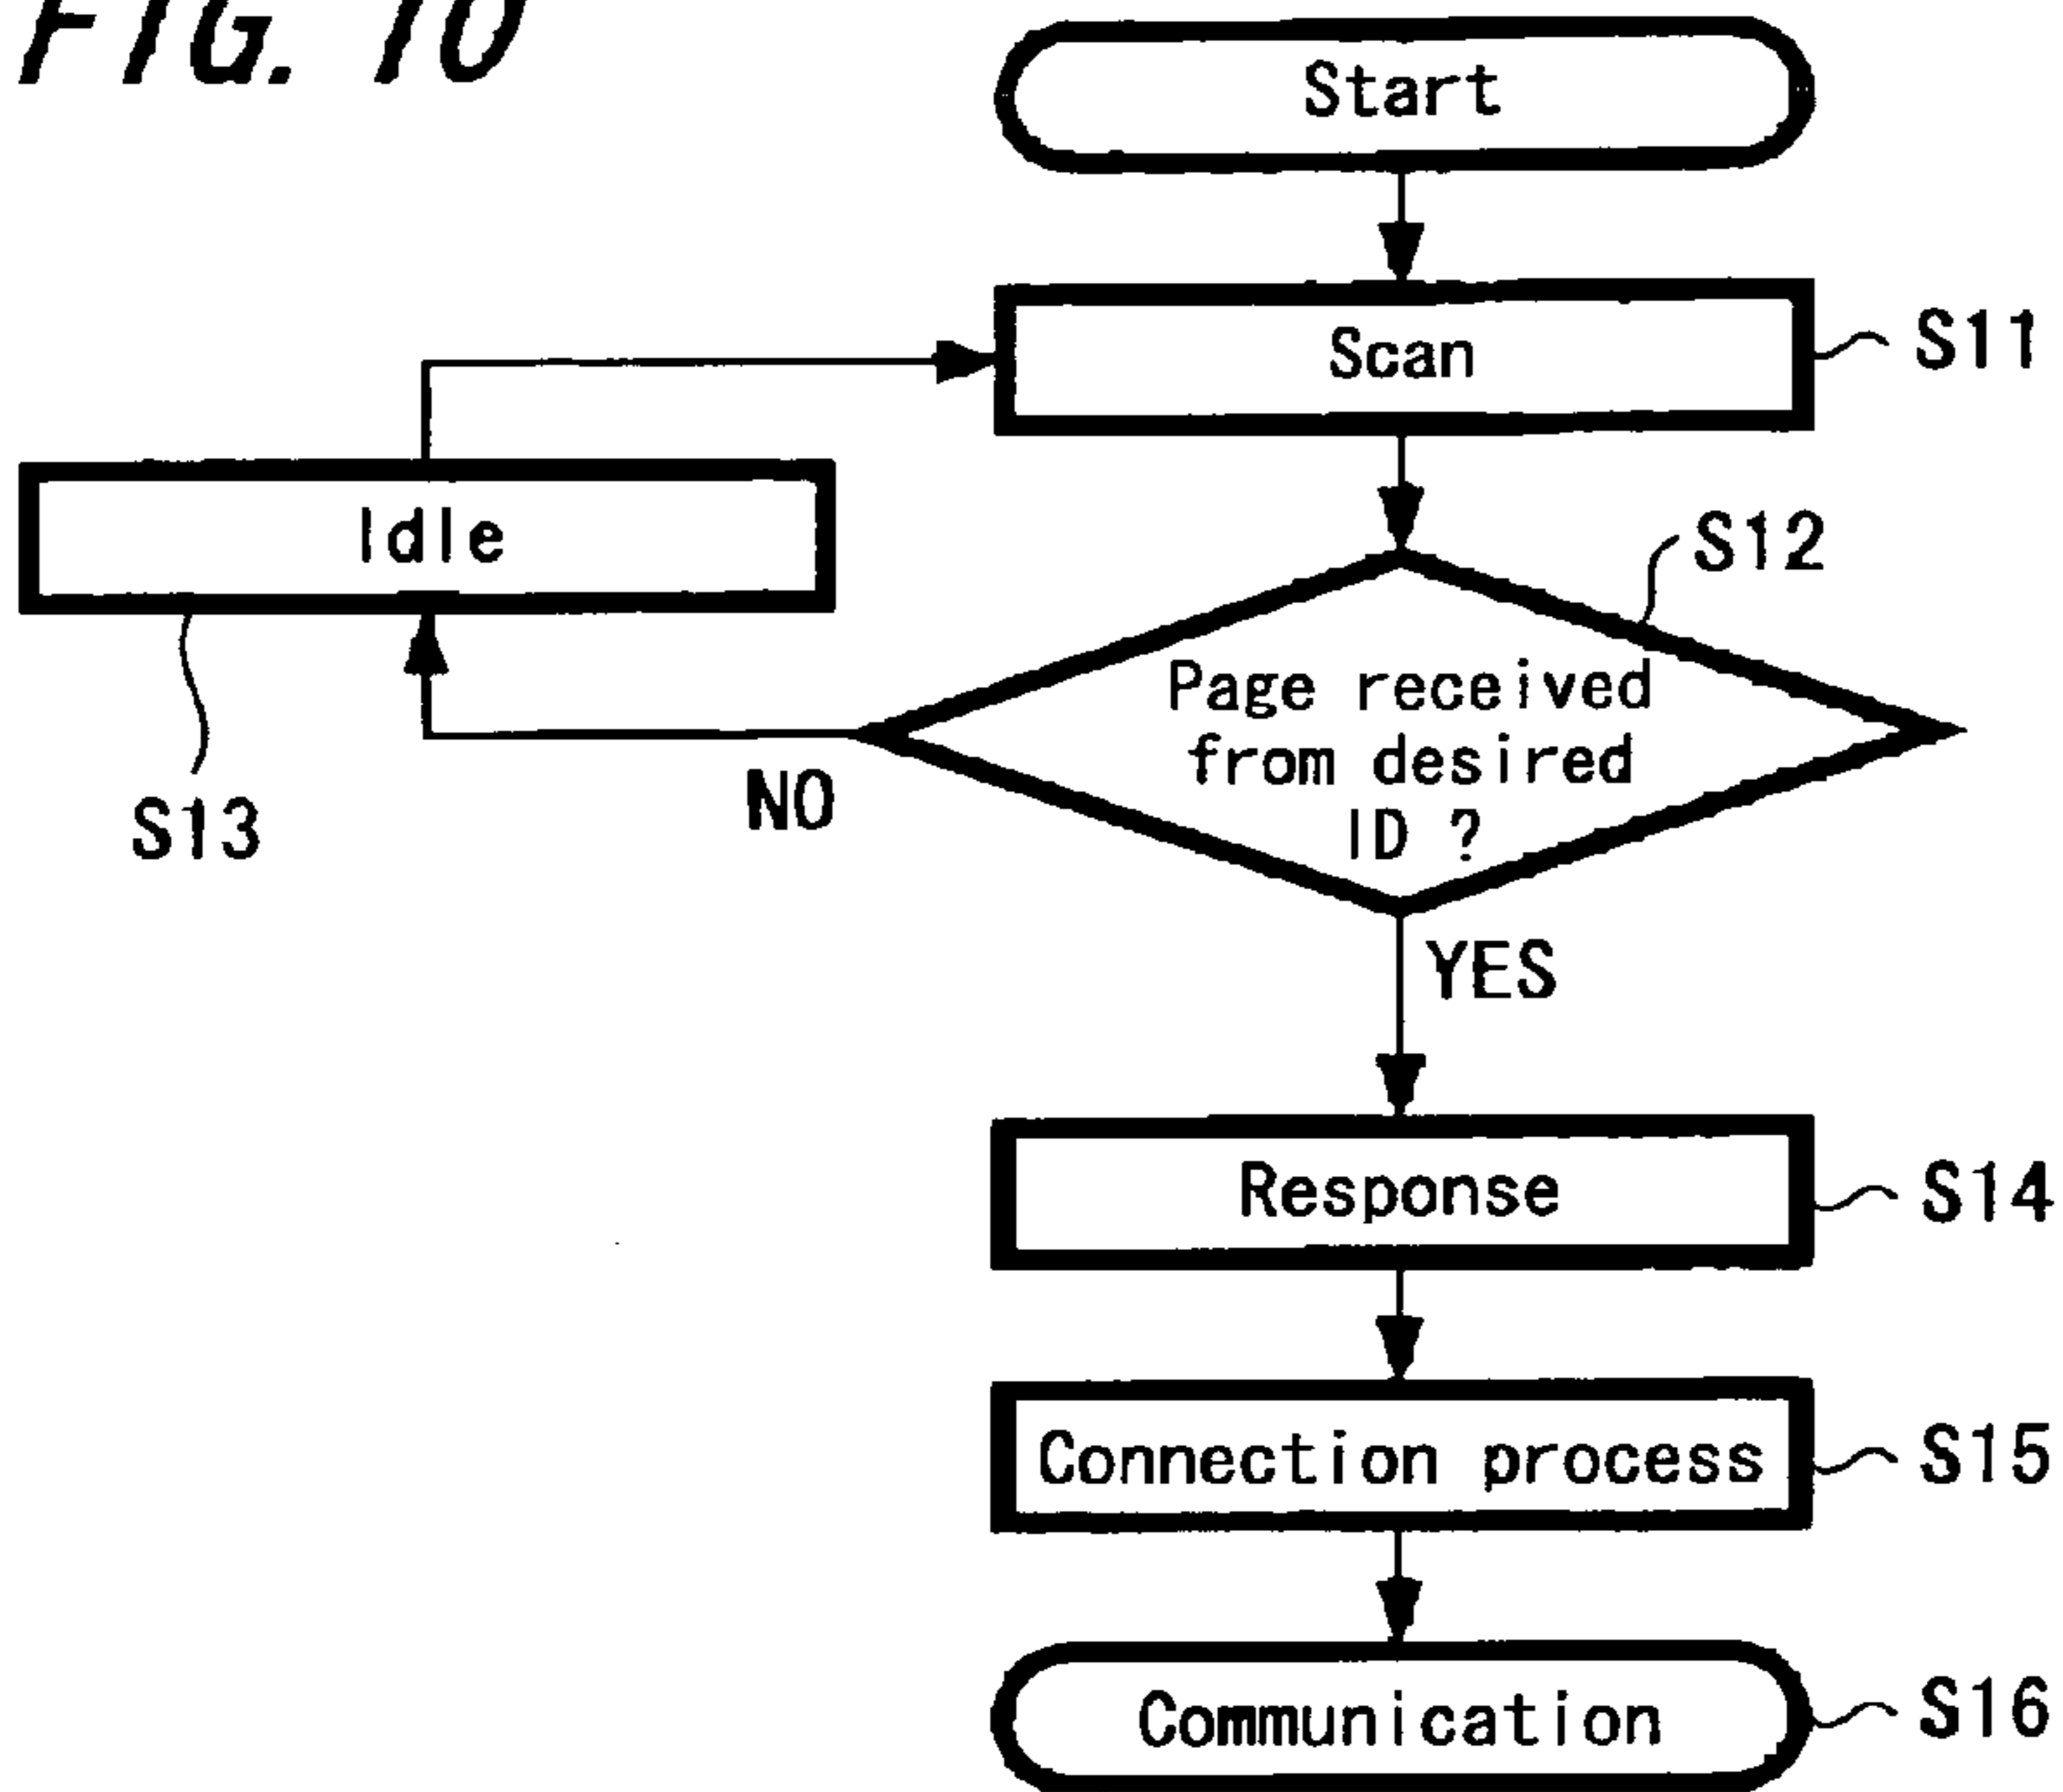 FIG. 10
Start
Scan
S11
Idle
S12
Page received
from desired
ID ?
NO
S13
YES
Response
S14
Connection process
S15
Communication
S16